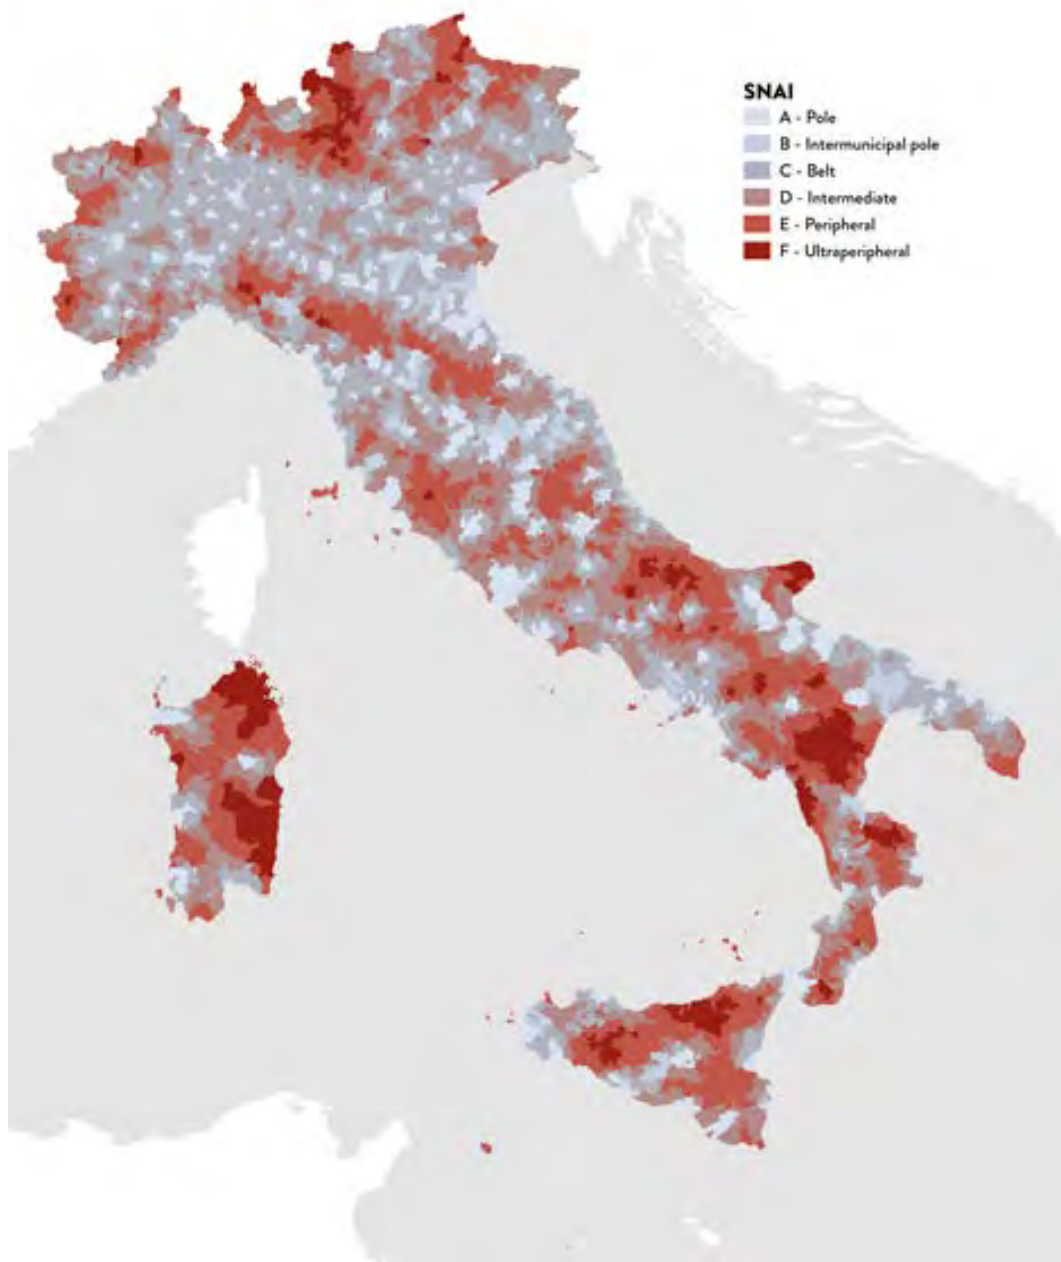 SNAI
A - Pole
B - Intermunicipal pole
C - Belt
D - Intermediate
E - Peripheral
F - Ultraperipheral